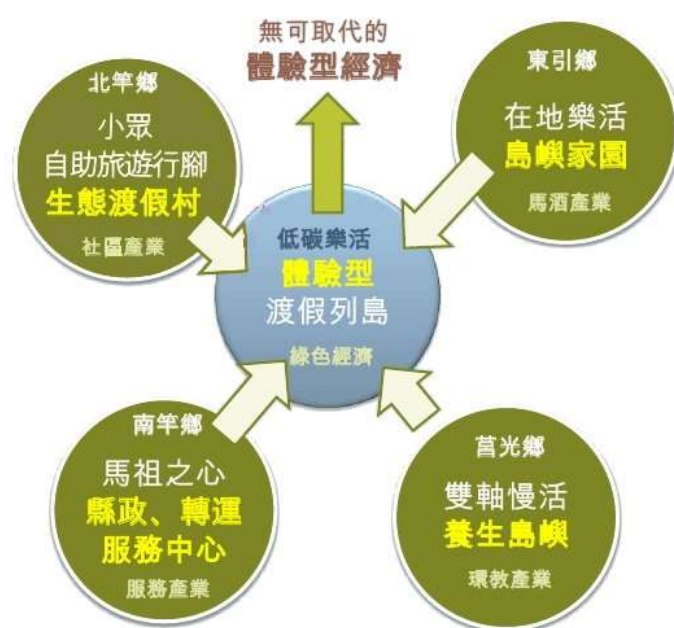 無可取代的
體驗型經濟
北竿鄉
小眾
自助旅遊行腳
生態渡假村
社區產業
東引鄉
在地樂活
島嶼家園
馬酒產業
低碳樂活
體驗型
渡假列島
綠色經濟
南竿鄉
馬祖之心
縣政、轉運
服務中心
服務產業
莒光鄉
雙軸慢活
養生島嶼
環教產業